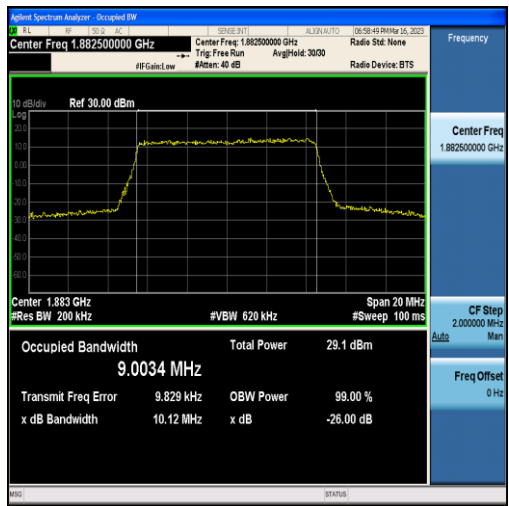 Agilent Spectrum Analyzer - Occupied BW
RL RF 50 Ω AC SENSE:INT ALIGN AUTO 06:58:49 PM Mar 16, 2023
Center Freq 1.882500000 GHz Center Freq: 1.882500000 GHz Radio Std: None Frequency
Trig: Free Run Avg|Hold: 30/30
#IFGain:Low #Atten: 40 dB Radio Device: BTS
10 dB/div Ref 30.00 dBm
Log
20.0
10.0
0.00
-10.0
-20.0
-30.0
-40.0
-50.0
-60.0
Center Freq
1.882500000 GHz
Center 1.883 GHz Span 20 MHz
#Res BW 200 kHz #VBW 620 kHz #Sweep 100 ms
CF Step
2.000000 MHz
Auto Man
Occupied Bandwidth Total Power 29.1 dBm
9.0034 MHz
Transmit Freq Error 9.829 kHz OBW Power 99.00 %
x dB Bandwidth 10.12 MHz x dB -26.00 dB
Freq Offset
0 Hz
MSG STATUS